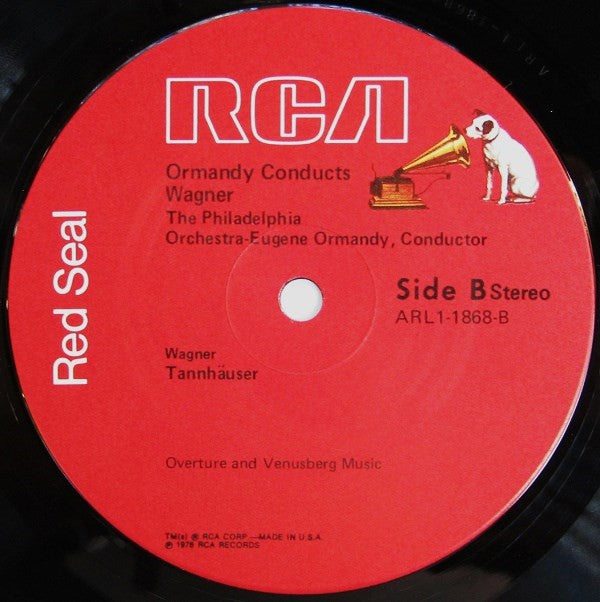 RCA
Ormandy Conducts
Wagner
The Philadelphia
Orchestra-Eugene Ormandy, Conductor
Red Seal
Side B Stereo
ARL1-1868-B
Wagner
Tannhäuser
Overture and Venusberg Music
TM(s) ® RCA CORP.—MADE IN U.S.A.
℗ 1976 RCA RECORDS